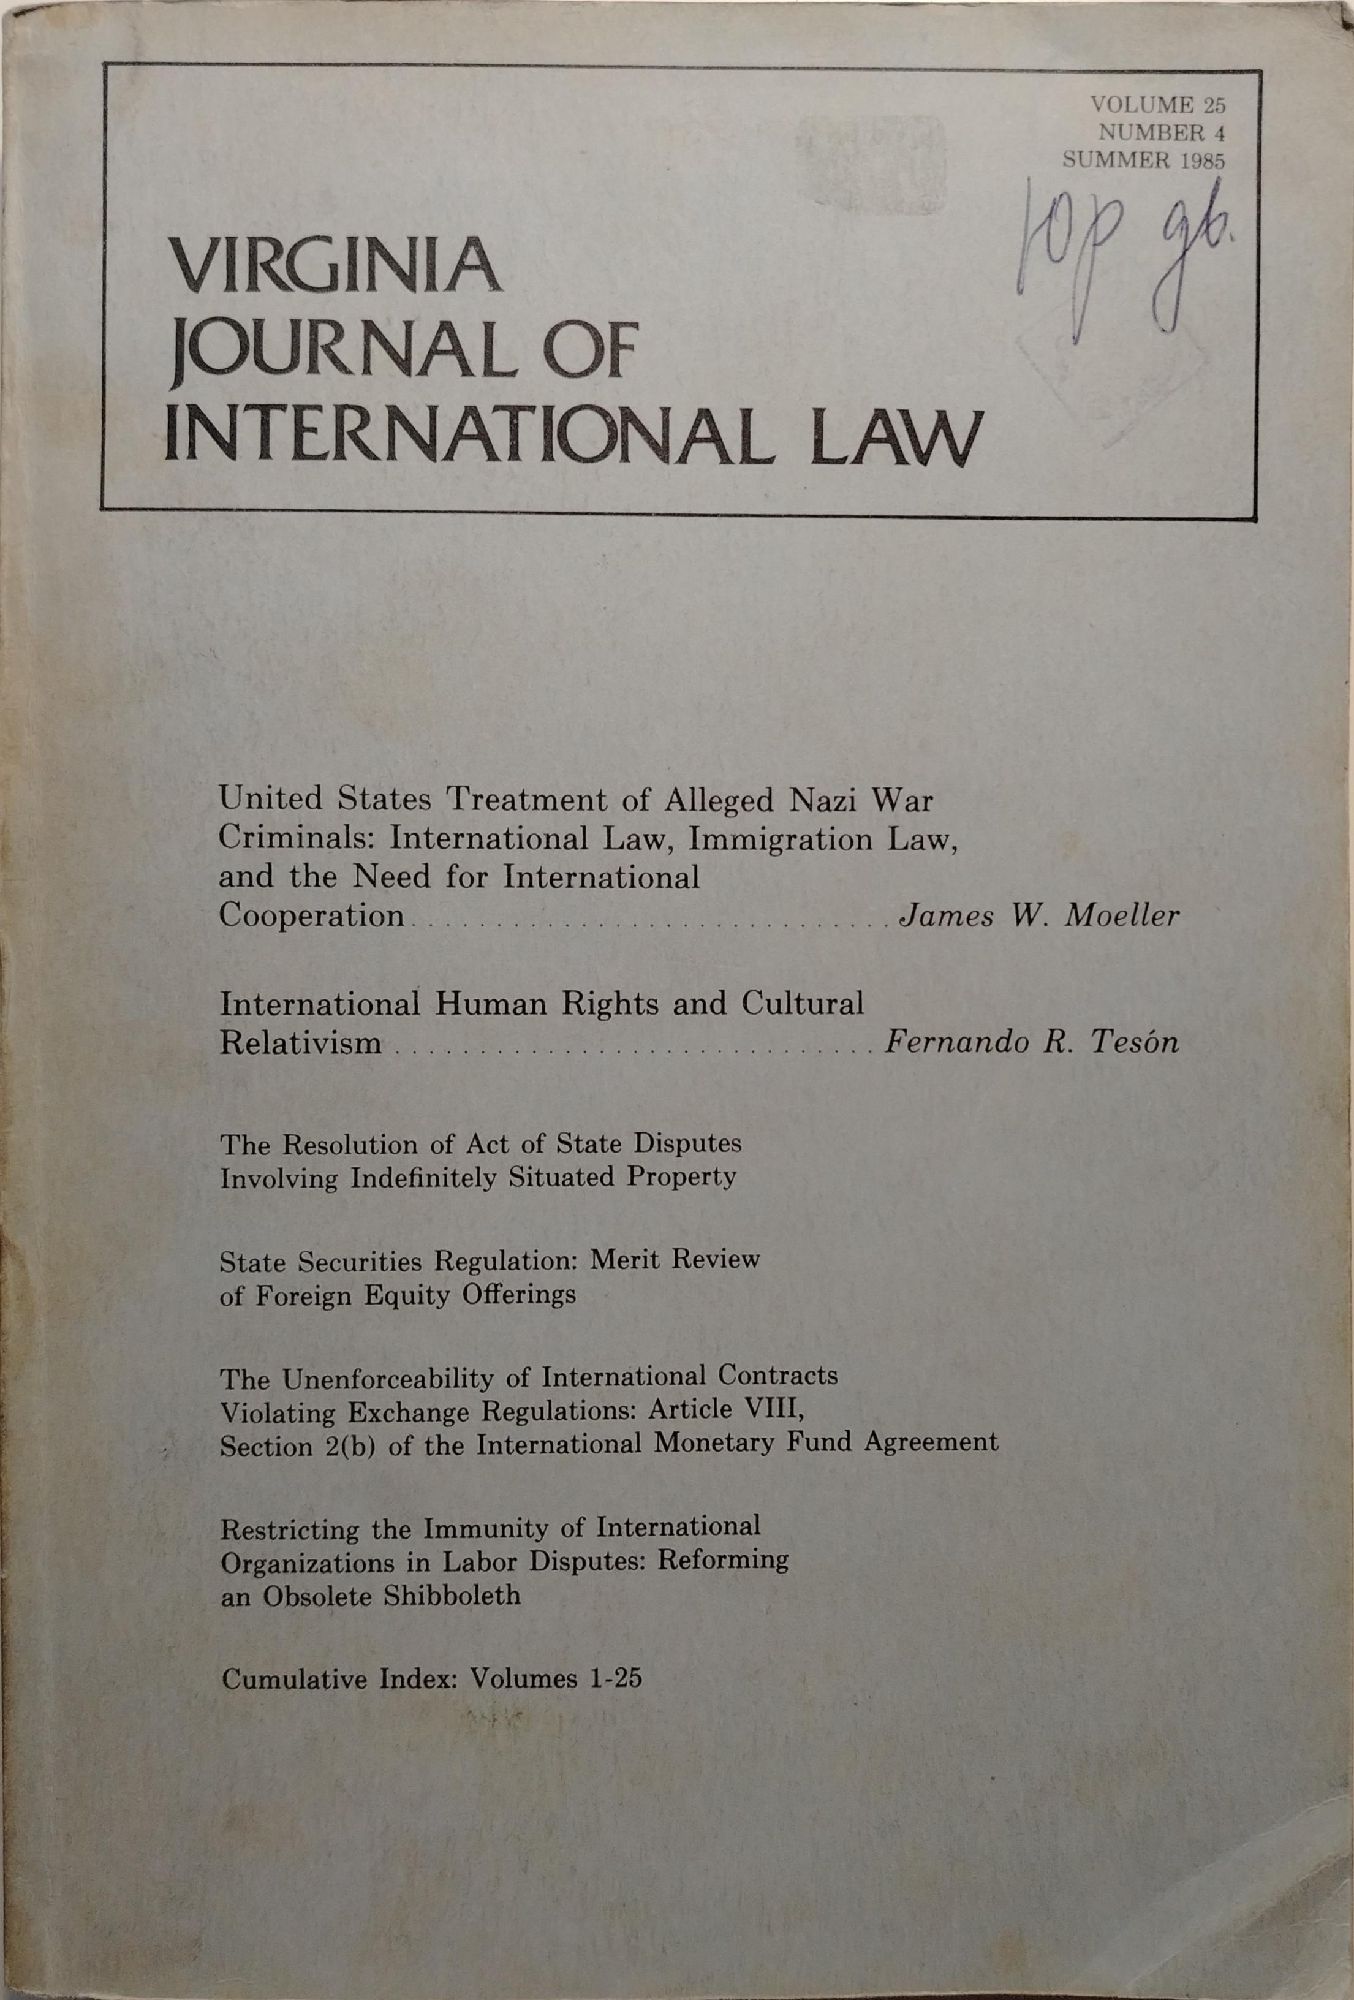 VOLUME 25
NUMBER 4
SUMMER 1985
VIRGINIA
JOURNAL OF
INTERNATIONAL LAW
United States Treatment of Alleged Nazi War
Criminals: International Law, Immigration Law,
and the Need for International
Cooperation............................James W. Moeller
International Human Rights and Cultural
Relativism............................Fernando R. Tesón
The Resolution of Act of State Disputes
Involving Indefinitely Situated Property
State Securities Regulation: Merit Review
of Foreign Equity Offerings
The Unenforceability of International Contracts
Violating Exchange Regulations: Article VIII,
Section 2(b) of the International Monetary Fund Agreement
Restricting the Immunity of International
Organizations in Labor Disputes: Reforming
an Obsolete Shibboleth
Cumulative Index: Volumes 1-25